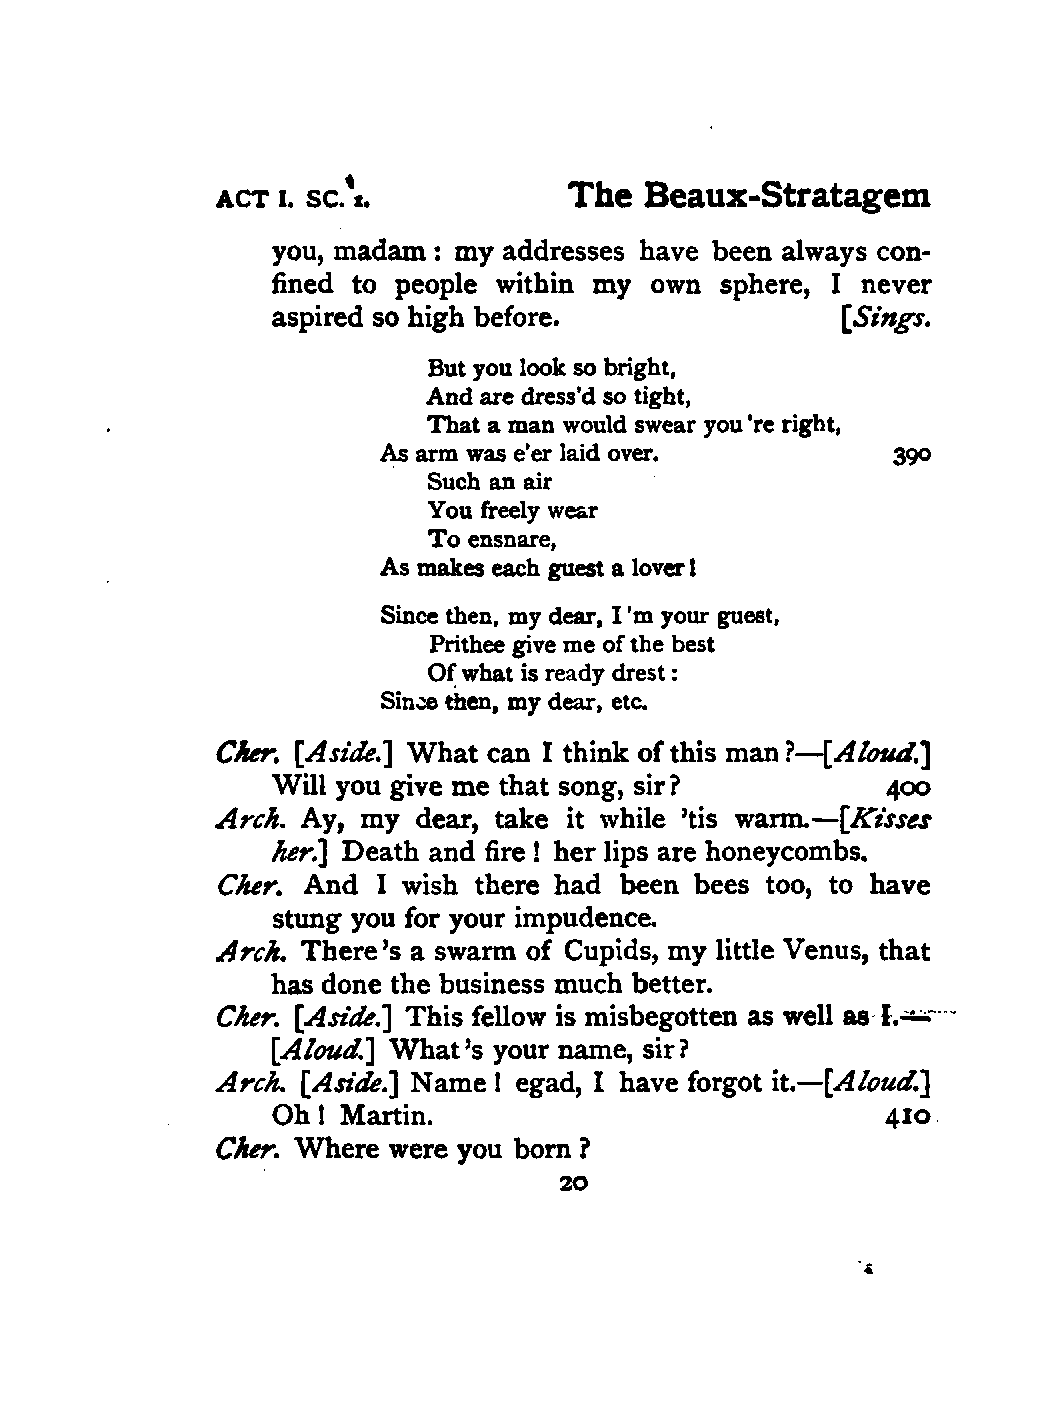 ACT I. SC. I. The Beaux-Stratagem
you, madam : my addresses have been always con-
fined to people within my own sphere, I never
aspired so high before. [Sings.
But you look so bright,
And are dress'd so tight,
That a man would swear you 're right,
As arm was e'er laid over. 390
Such an air
You freely wear
To ensnare,
As makes each guest a lover !
Since then, my dear, I 'm your guest,
Prithee give me of the best
Of what is ready drest :
Since then, my dear, etc.
Cher. [Aside.] What can I think of this man ?—[Aloud.]
Will you give me that song, sir ? 400
Arch. Ay, my dear, take it while 'tis warm.—[Kisses
her.] Death and fire ! her lips are honeycombs.
Cher. And I wish there had been bees too, to have
stung you for your impudence.
Arch. There 's a swarm of Cupids, my little Venus, that
has done the business much better.
Cher. [Aside.] This fellow is misbegotten as well as I.—
[Aloud.] What 's your name, sir ?
Arch. [Aside.] Name ! egad, I have forgot it.—[Aloud.]
Oh ! Martin. 410
Cher. Where were you born ?
20